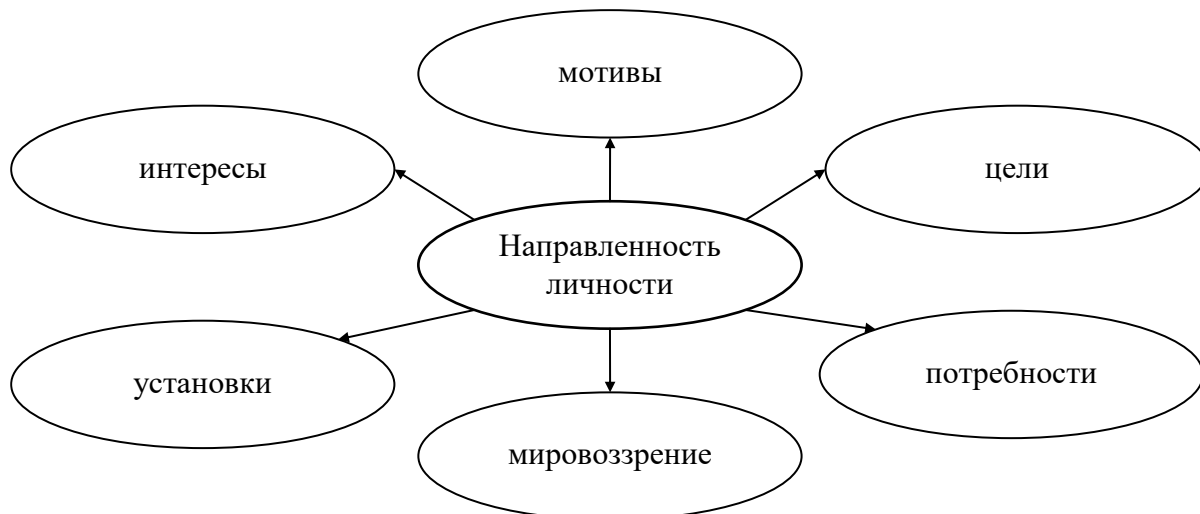 мотивы
интересы
цели
Направленность
личности
установки
потребности
мировоззрение